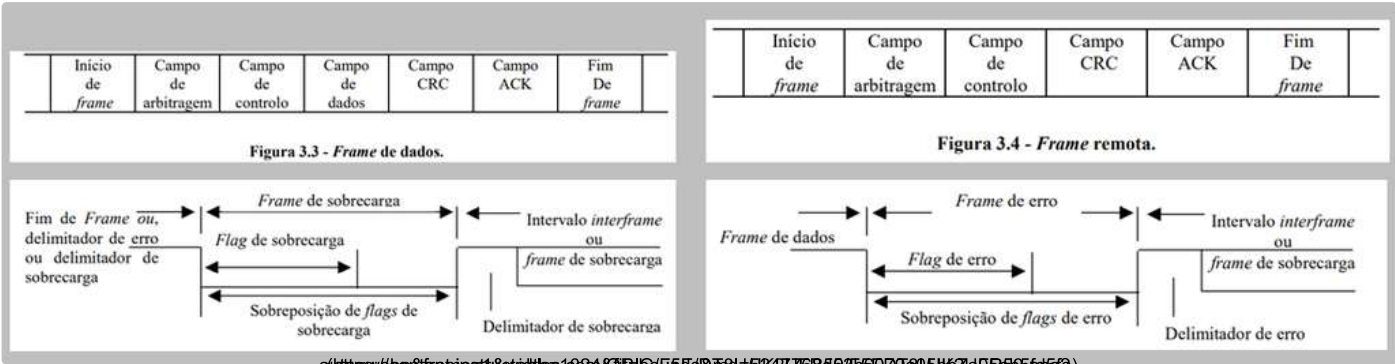 Início de frame
Campo de arbitragem
Campo de controlo
Campo de dados
Campo CRC
Campo ACK
Fim De frame
Figura 3.3 - Frame de dados.
Início de frame
Campo de arbitragem
Campo de controlo
Campo CRC
Campo ACK
Fim De frame
Figura 3.4 - Frame remota.
Fim de Frame ou,
delimitador de erro
ou delimitador de
sobrecarga
Frame de sobrecarga
Flag de sobrecarga
Sobreposição de flags de
sobrecarga
Intervalo interframe
ou
frame de sobrecarga
Delimitador de sobrecarga
Frame de dados
Frame de erro
Flag de erro
Sobreposição de flags de erro
Intervalo interframe
ou
frame de sobrecarga
Delimitador de erro